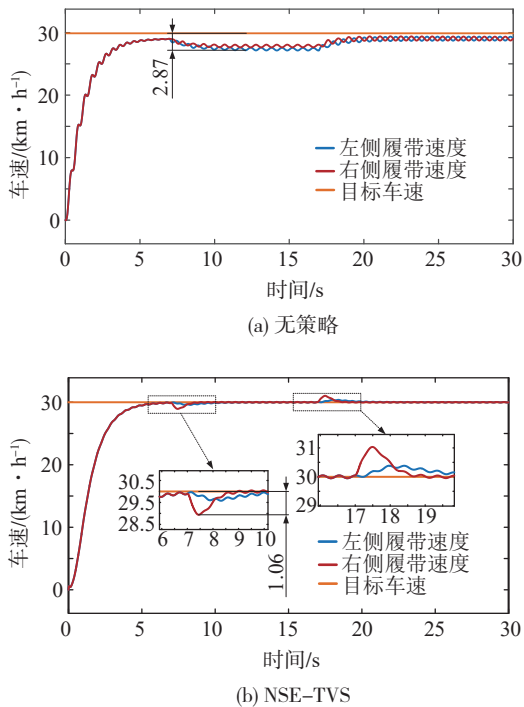 30
20
10
0
2.87
车速/(km·h⁻¹)
左侧履带速度
右侧履带速度
目标车速
0 5 10 15 20 25 30
时间/s
(a) 无策略
40
30
20
10
0
车速/(km·h⁻¹)
30.5
29.5
28.5
6 7 8 9 10
1.06
31
30
29
17 18 19
左侧履带速度
右侧履带速度
目标车速
0 5 10 15 20 25 30
时间/s
(b) NSE-TVS